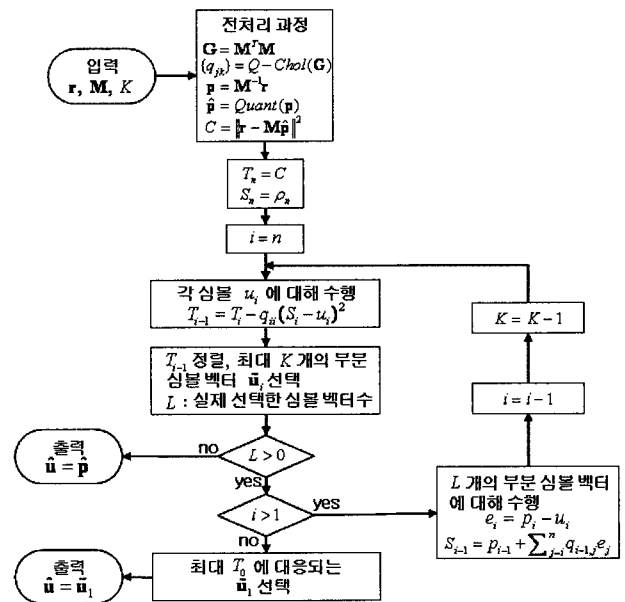 입력
r, M, K
전처리 과정
G = MᵀM
{q_jk} = Q-Chol(G)
p = M⁻¹r
p̂ = Quant(p)
C = ‖r - Mp̂‖²
T_n = C
S_n = ρ_n
i = n
각 심볼 u_i 에 대해 수행
T_{i-1} = T_i - q_ii(S_i - u_i)²
T_{i-1} 정렬, 최대 K 개의 부분
심볼 벡터 ũ_i 선택
L : 실제 선택한 심볼 벡터 수
K = K-1
i = i-1
no
L > 0
출력
û = p̂
yes
i > 1
yes
L 개의 부분 심볼 벡터
에 대해 수행
e_i = p_i - u_i
S_{i-1} = p_{i-1} + ∑_{j=i}^{n} q_{i-1,j}e_j
no
출력
û = ũ_1
최대 T_0 에 대응되는
ũ_1 선택